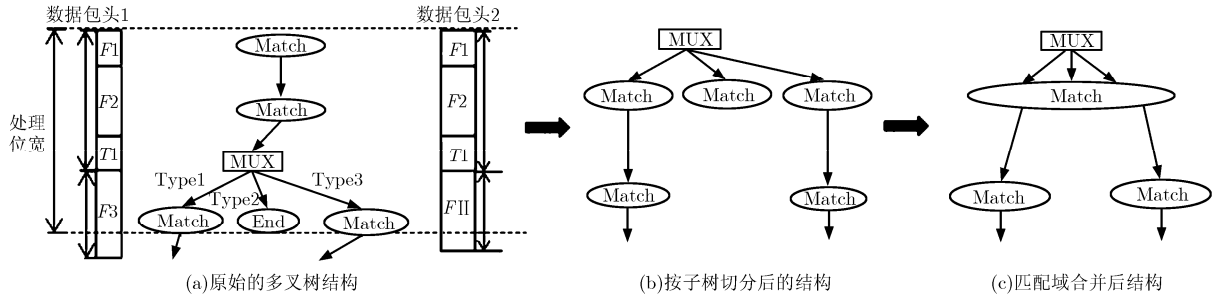 数据包头1
数据包头2
处理
位宽
F1
F2
T1
F3
Match
Match
MUX
Type1
Type2
Type3
Match
End
Match
F1
F2
T1
FII
(a)原始的多叉树结构
MUX
Match
Match
Match
Match
Match
(b)按子树切分后的结构
MUX
Match
Match
Match
(c)匹配域合并后结构